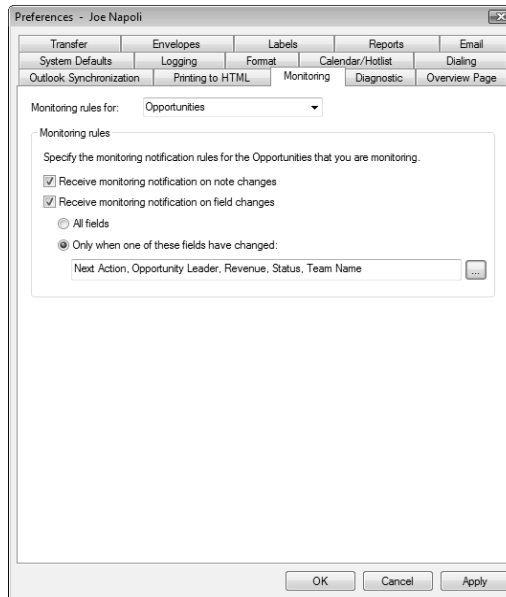 Preferences - Joe Napoli
Transfer Envelopes Labels Reports Email
System Defaults Logging Format Calendar/Hotlist Dialing
Outlook Synchronization Printing to HTML Monitoring Diagnostic Overview Page
Monitoring rules for: Opportunities
Monitoring rules
Specify the monitoring notification rules for the Opportunities that you are monitoring.
Receive monitoring notification on note changes
Receive monitoring notification on field changes
All fields
Only when one of these fields have changed:
Next Action, Opportunity Leader, Revenue, Status, Team Name ...
OK Cancel Apply